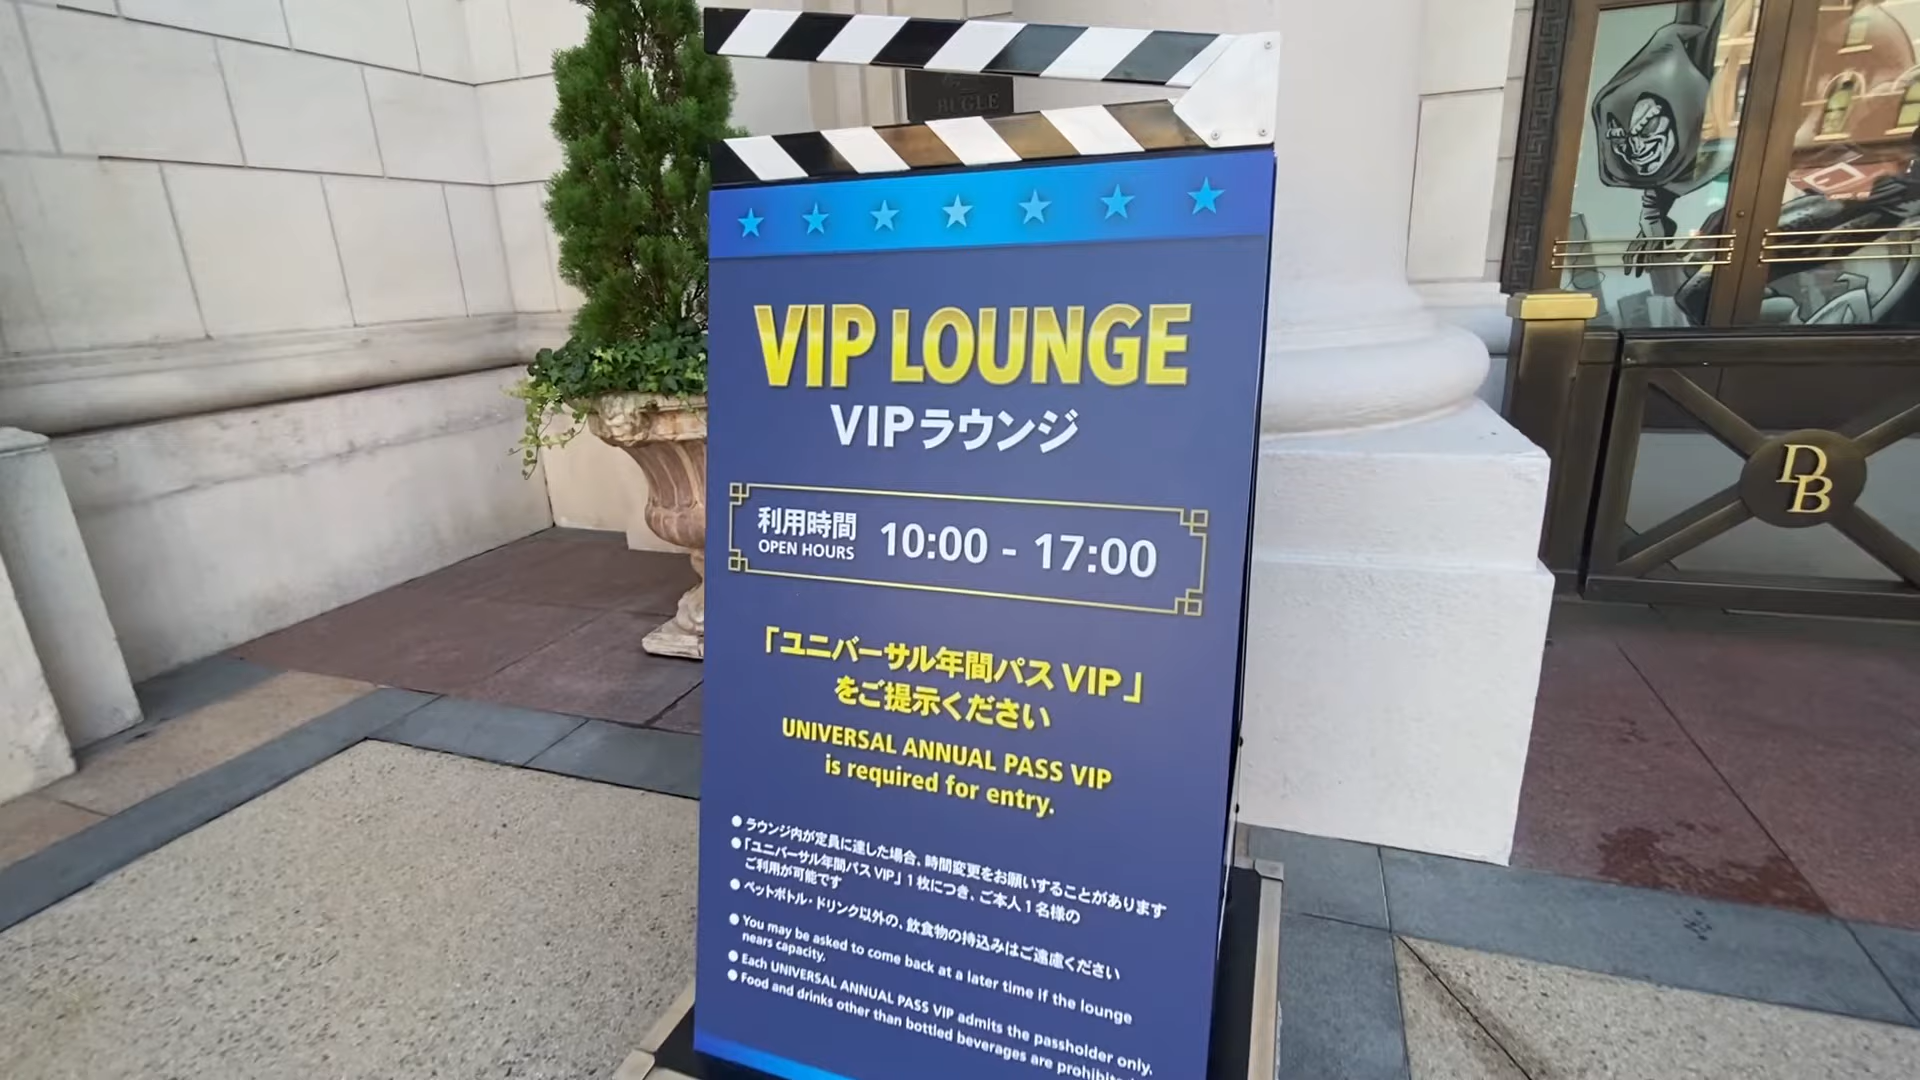 BUGLE
VIP LOUNGE
VIPラウンジ
利用時間
OPEN HOURS
10:00 - 17:00
「ユニバーサル年間パス VIP」
をご提示ください
UNIVERSAL ANNUAL PASS VIP
is required for entry.
● ラウンジ内が定員に達した場合、時間変更をお願いすることがあります
● 「ユニバーサル年間パス VIP」1枚につき、ご本人1名様の
ご利用が可能です
● ペットボトル・ドリンク以外の、飲食物の持込みはご遠慮ください
● You may be asked to come back at a later time if the lounge
nears capacity.
● Each UNIVERSAL ANNUAL PASS VIP admits the passholder only.
● Food and drinks other than bottled beverages are
DB